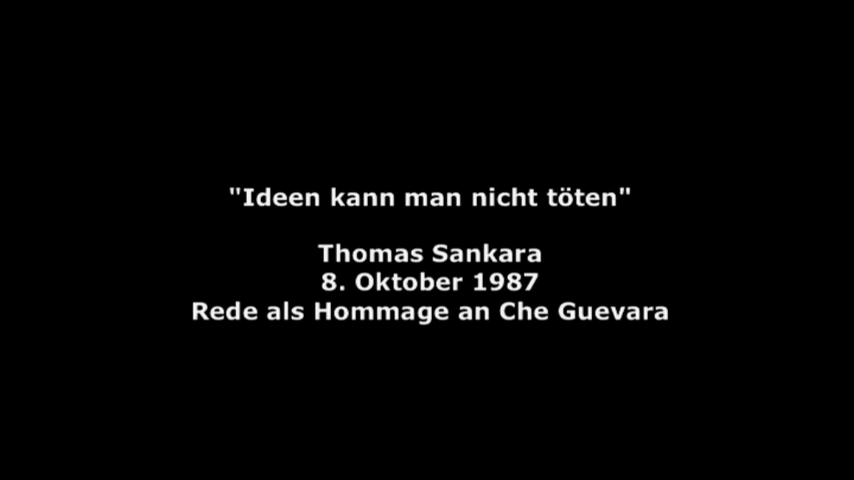 "Ideen kann man nicht töten"
Thomas Sankara
8. Oktober 1987
Rede als Hommage an Che Guevara